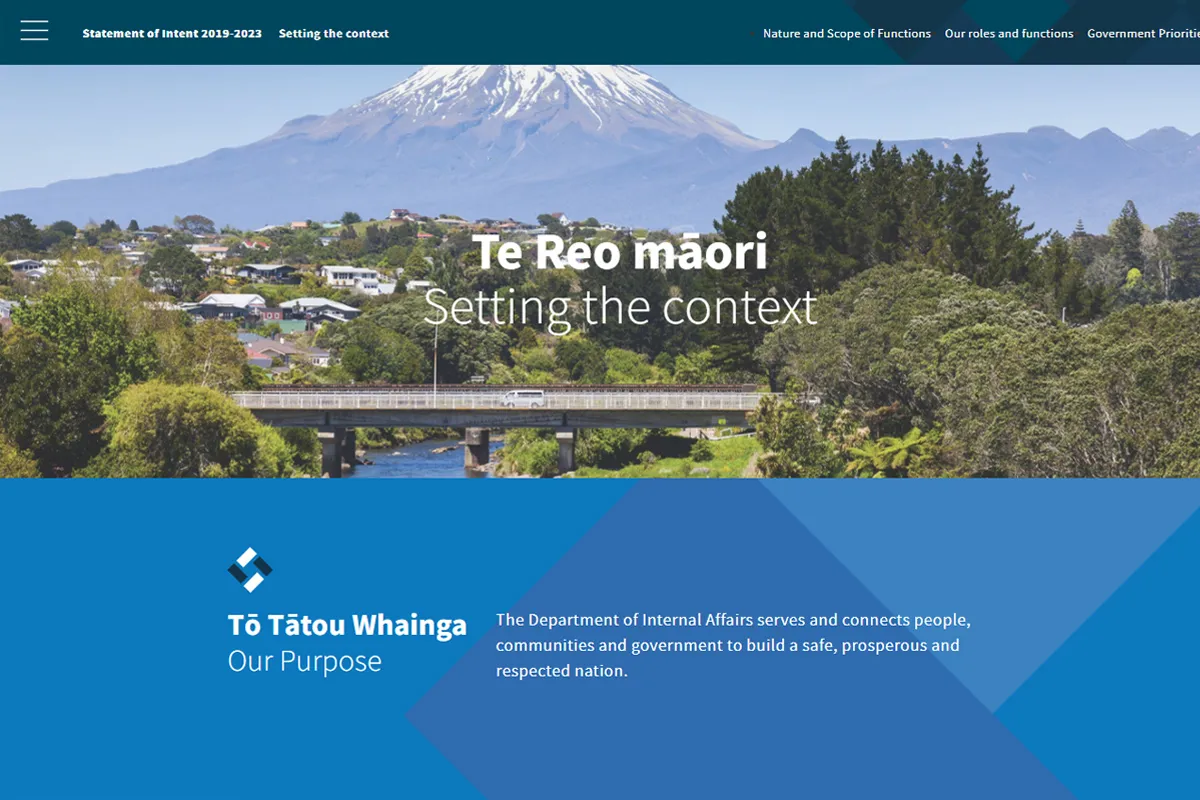 Statement of Intent 2019-2023 Setting the context Nature and Scope of Functions Our roles and functions Government Prioritie
Te Reo māori
Setting the context
Tō Tātou Whainga
Our Purpose
The Department of Internal Affairs serves and connects people,
communities and government to build a safe, prosperous and
respected nation.